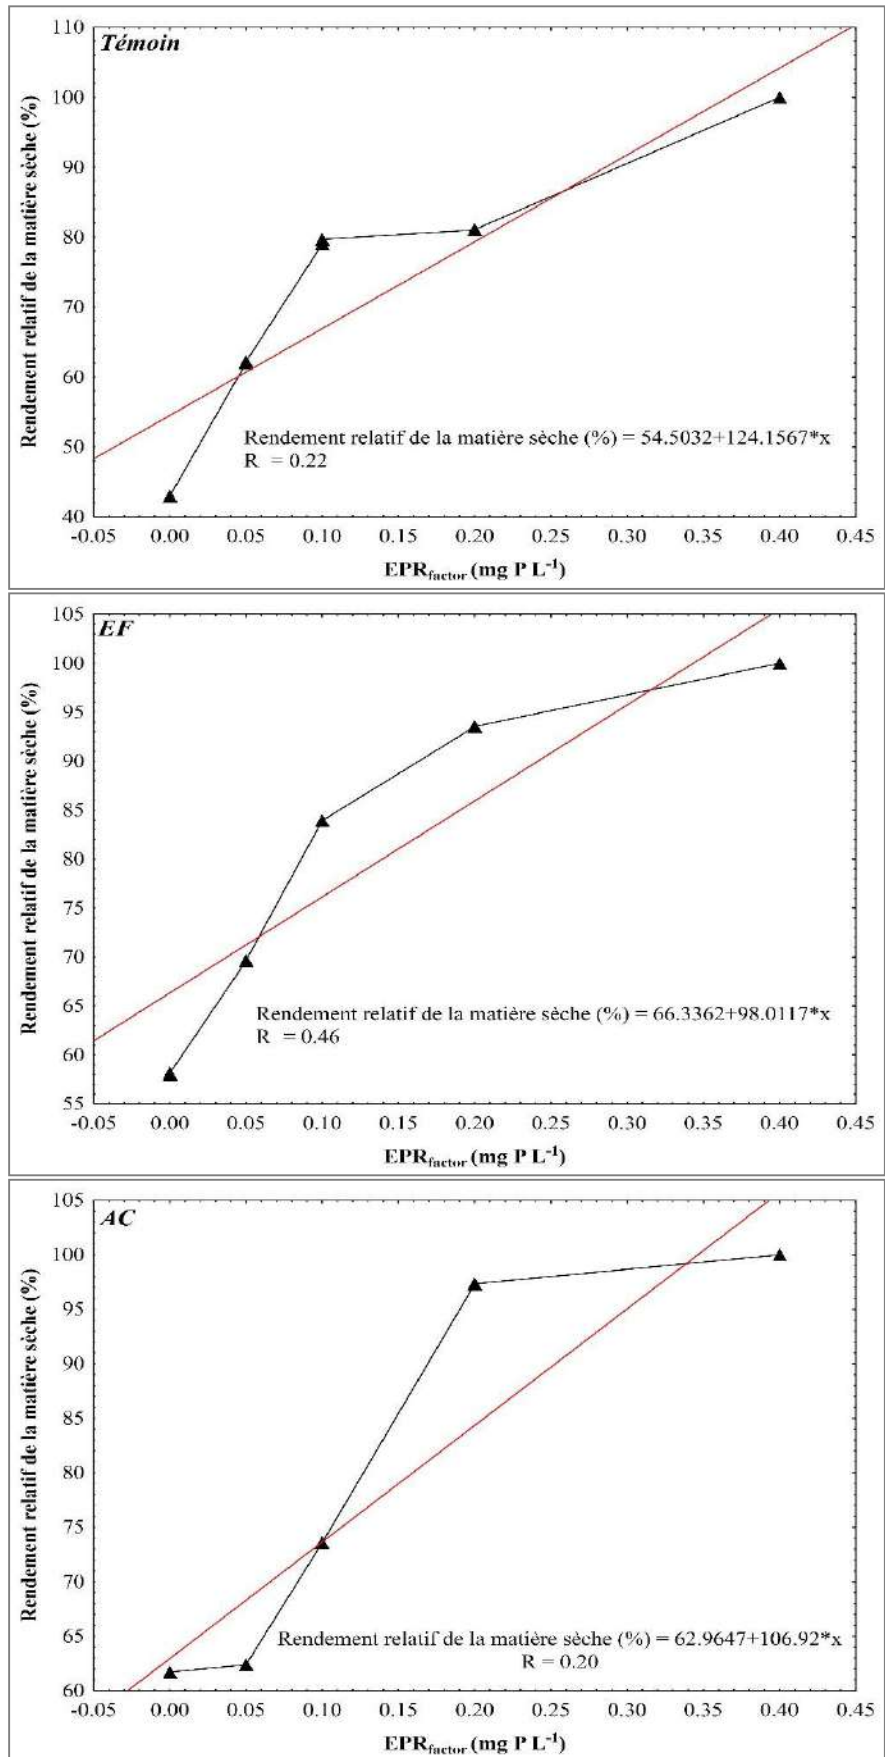 Témoin
110
100
90
80
70
60
50
40
Rendement relatif de la matière sèche (%)
Rendement relatif de la matière sèche (%) = 54.5032+124.1567*x
R = 0.22
-0.05 0.00 0.05 0.10 0.15 0.20 0.25 0.30 0.35 0.40 0.45
EPRfactor (mg P L-1)
EF
105
100
95
90
85
80
75
70
65
60
55
Rendement relatif de la matière sèche (%)
Rendement relatif de la matière sèche (%) = 66.3362+98.0117*x
R = 0.46
-0.05 0.00 0.05 0.10 0.15 0.20 0.25 0.30 0.35 0.40 0.45
EPRfactor (mg P L-1)
AC
105
100
95
90
85
80
75
70
65
60
Rendement relatif de la matière sèche (%)
Rendement relatif de la matière sèche (%) = 62.9647+106.92*x
R = 0.20
-0.05 0.00 0.05 0.10 0.15 0.20 0.25 0.30 0.35 0.40 0.45
EPRfactor (mg P L-1)